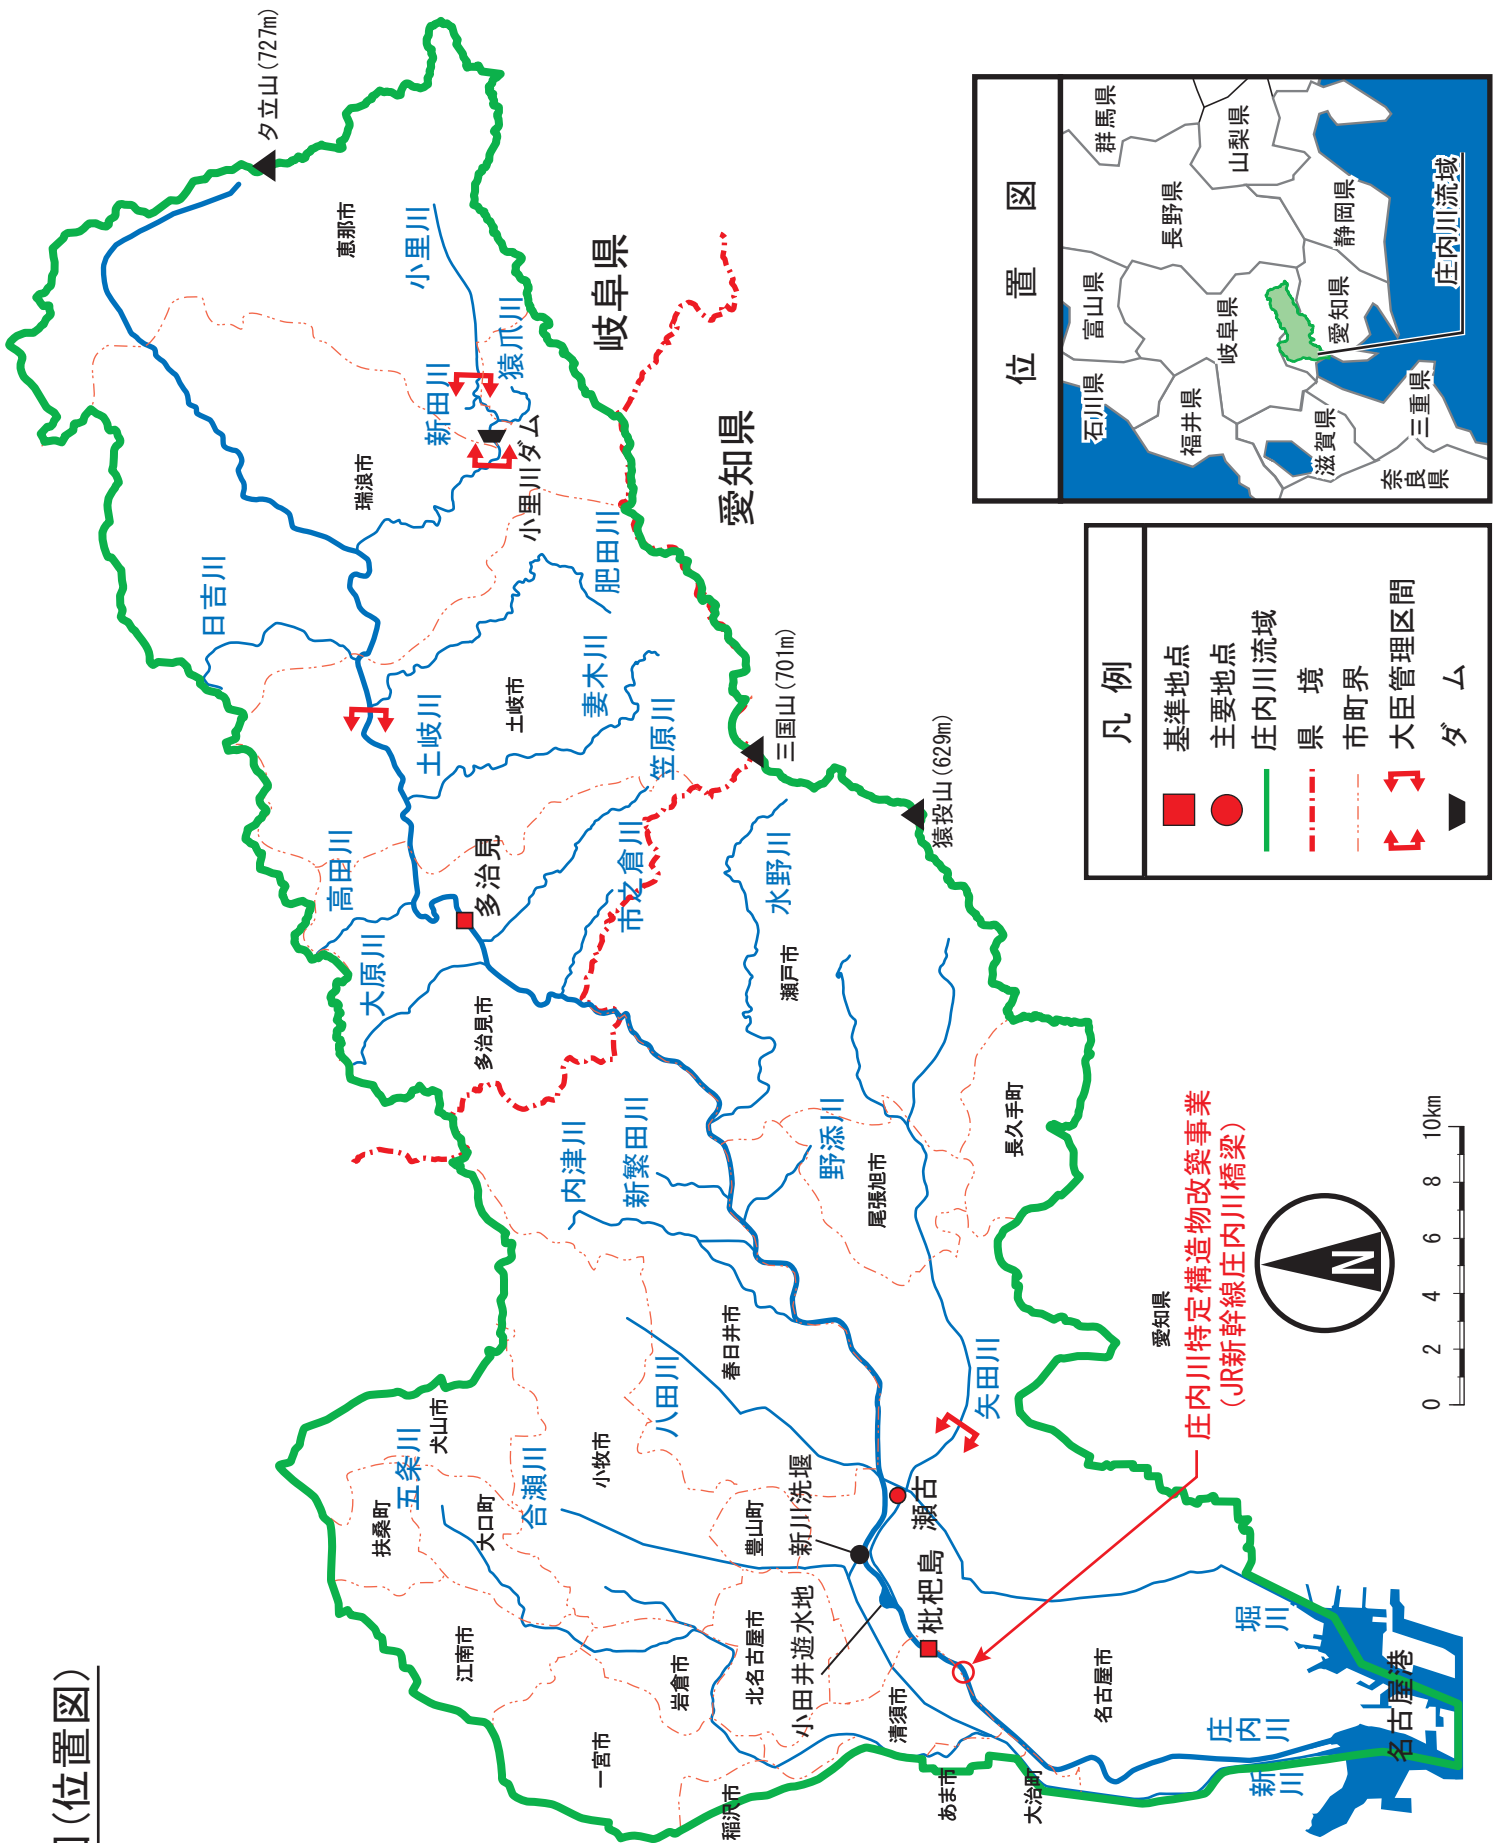 （位置図）
夕立山(727m)
恵那市
小里川
猿爪川
新田川
小里川ダム
岐阜県
愛知県
瑞浪市
日吉川
肥田川
妻木川
土岐市
土岐川
笠原川
三国山(701m)
猿投山(629m)
高田川
多治見
市之倉川
水野川
大原川
多治見市
瀬戸市
内津川
新繁田川
野添川
尾張旭市
長久手町
春日井市
八田川
矢田川
愛知県
庄内川特定構造物改築事業
（JR新幹線庄内川橋梁）
犬山市
五条川
扶桑町
大口町
合瀬川
小牧市
豊山町
新川洗堰
瀬古
枇杷島
小田井遊水地
北名古屋市
岩倉市
江南市
一宮市
稲沢市
清須市
あま市
大治町
名古屋市
堀川
庄内川
新川
名古屋港
N
0 2 4 6 8 10km
凡例
基準地点
主要地点
庄内川流域
県境
市町界
大臣管理区間
ダム
位置図
群馬県
山梨県
長野県
静岡県
富山県
岐阜県
愛知県
石川県
福井県
滋賀県
三重県
奈良県
庄内川流域